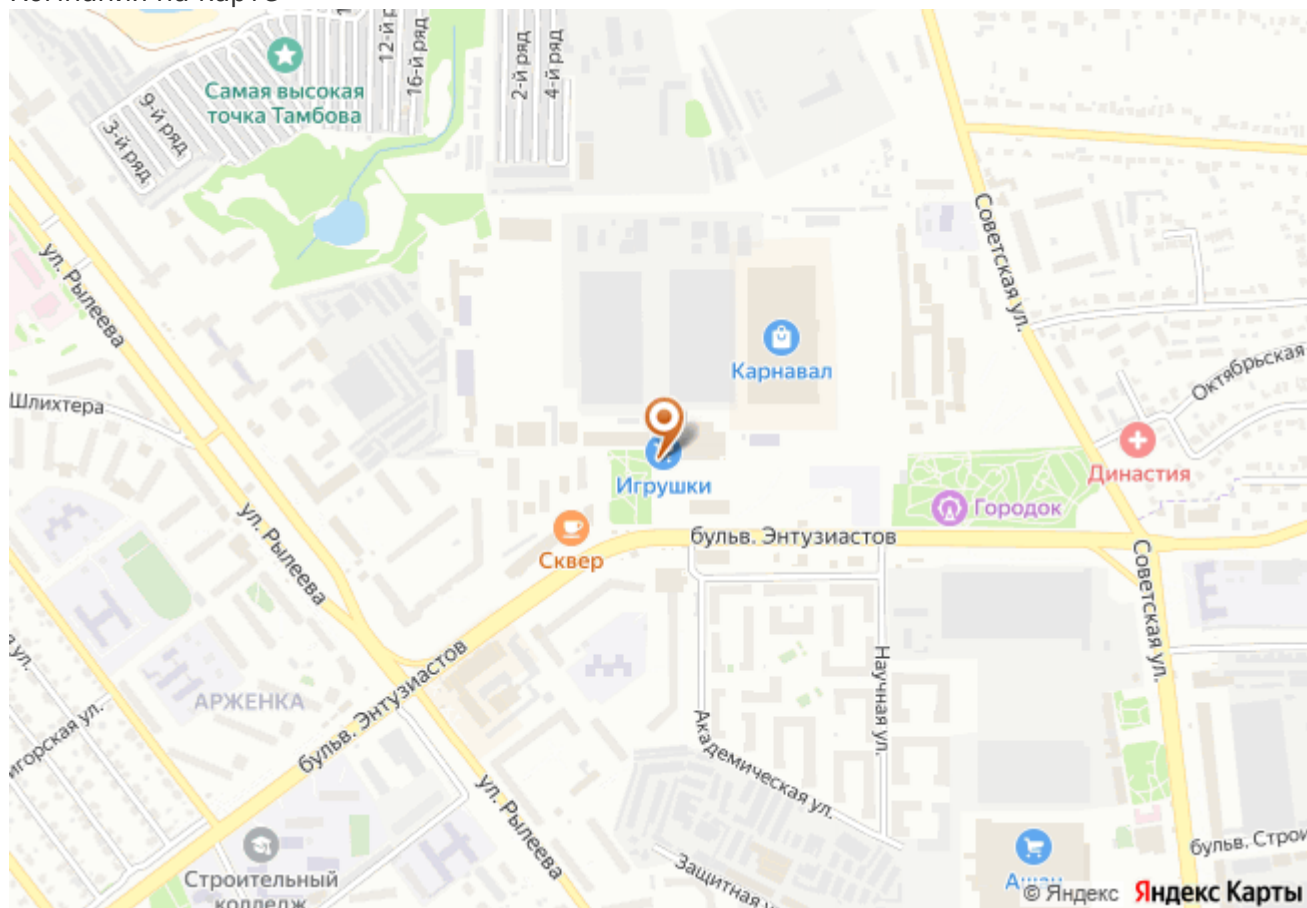 Самая высокая
точка Тамбова
12-й р
16-й ряд
2-й ряд
4-й ряд
9-й ряд
3-й ряд
Советская ул.
ул. Рылеева
Карнавал
Октябрьская
Шлихтера
Династия
Игрушки
Городок
ул. Рылеева
Сквер
бульв. Энтузиастов
Советская ул.
АРЖЕНКА
бульв. Энтузиастов
Научная ул.
Академическая ул.
игорская ул.
ул. Рылеева
бульв. Строи
Защитная
Строительный
колледж
© Яндекс Яндекс Карты